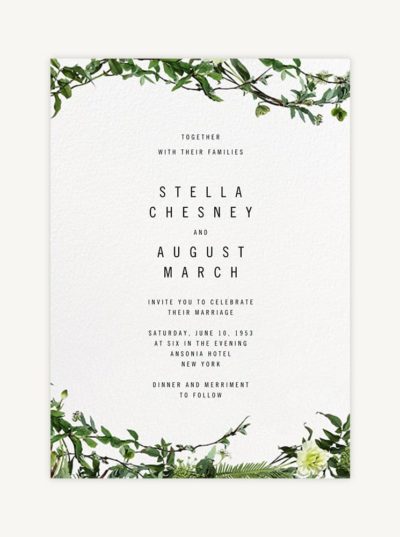 TOGETHER
WITH THEIR FAMILIES
STELLA
CHESNEY
AND
AUGUST
MARCH
INVITE YOU TO CELEBRATE
THEIR MARRIAGE
SATURDAY, JUNE 10, 1953
AT SIX IN THE EVENING
ANSONIA HOTEL
NEW YORK
DINNER AND MERRIMENT
TO FOLLOW